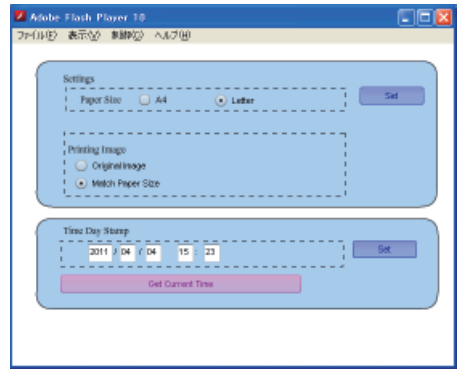 Adobe Flash Player 10
ファイル(F) 表示(V) 制御(C) ヘルプ(H)
Settings
Paper Size A4 Letter Set
Printing Image
Original Image
Match Paper Size
Time Day Stamp
2011 / 04 / 04 15 : 23 Set
Get Current Time